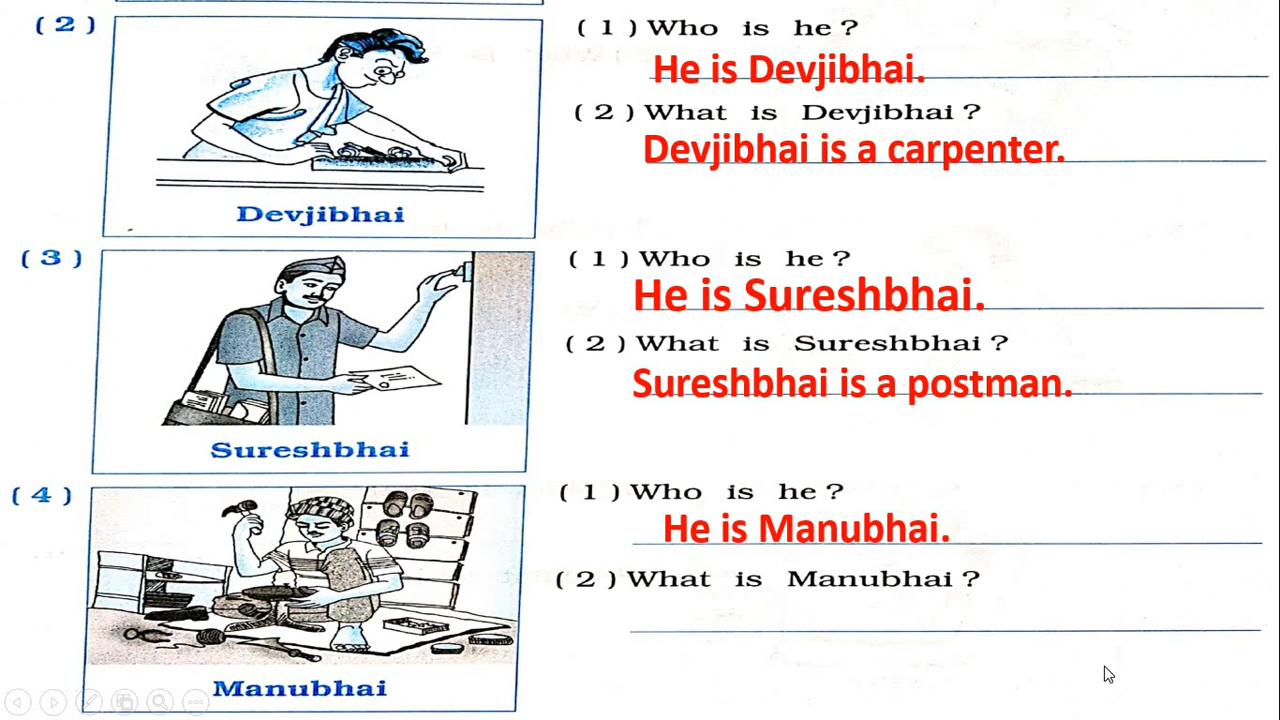 ( 2 )
( 1 ) Who is he ?
He is Devjibhai.
( 2 ) What is Devjibhai ?
Devjibhai is a carpenter.
Devjibhai
( 3 )
( 1 ) Who is he ?
He is Sureshbhai.
( 2 ) What is Sureshbhai ?
Sureshbhai is a postman.
Sureshbhai
( 4 )
( 1 ) Who is he ?
He is Manubhai.
( 2 ) What is Manubhai ?
Manubhai